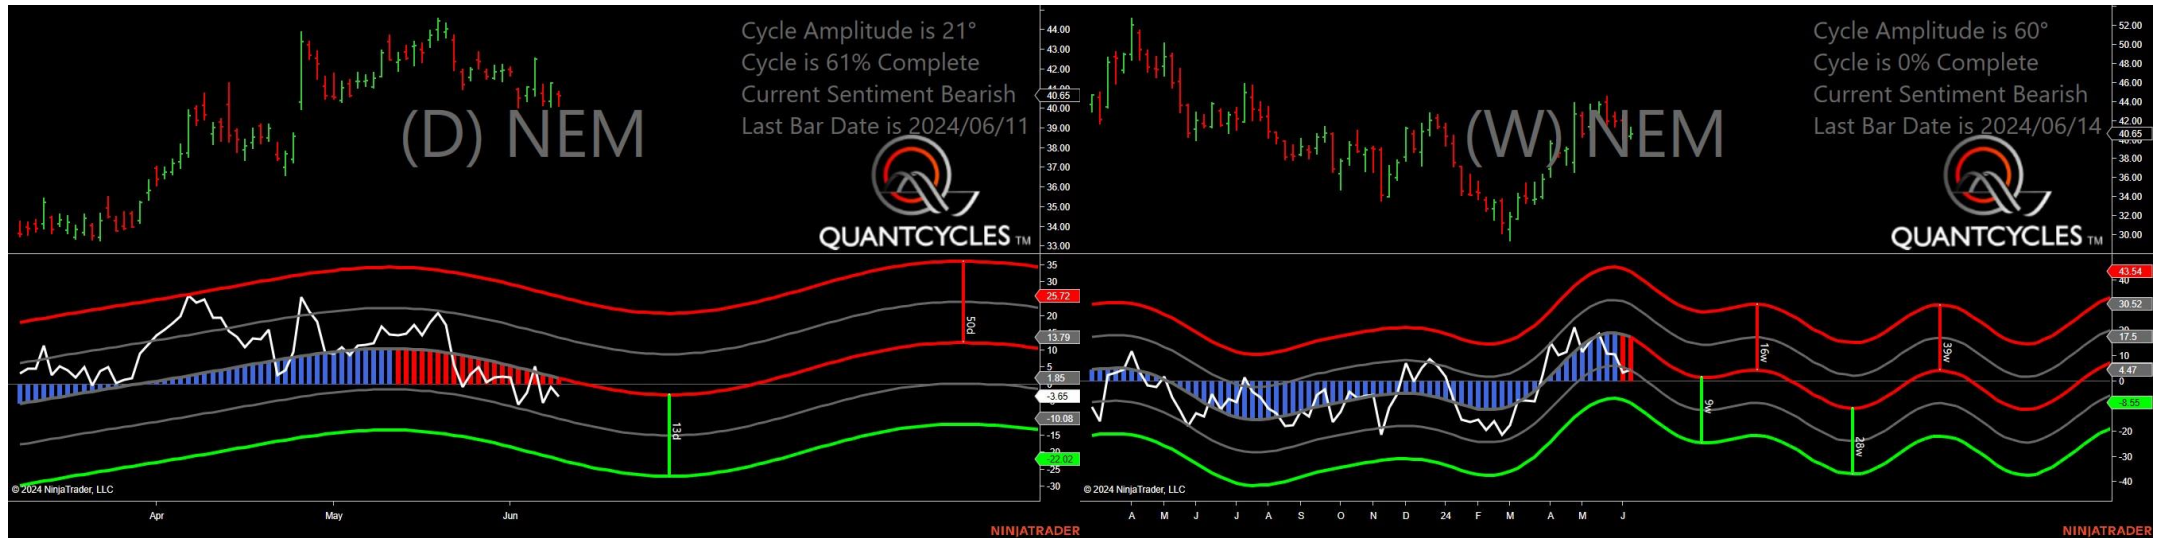 Cycle Amplitude is 21°
Cycle is 61% Complete
Current Sentiment Bearish
Last Bar Date is 2024/06/11
(D) NEM
QUANTCYCLES TM
44.00
43.00
42.00
40.65
40.00
39.00
38.00
37.00
36.00
35.00
34.00
33.00
35
30
25.72
20
13.79
10
5
1.85
-3.65
-10.08
-15
-22.02
-25
-30
50d
13d
© 2024 NinjaTrader, LLC
Apr May Jun
NINJATRADER
Cycle Amplitude is 60°
Cycle is 0% Complete
Current Sentiment Bearish
Last Bar Date is 2024/06/14
(W) NEM
QUANTCYCLES TM
52.00
50.00
48.00
46.00
44.00
42.00
40.65
38.00
36.00
34.00
32.00
30.00
43.54
40
30.52
17.5
10
4.47
0
-8.55
-20
-30
-40
9w
16w
28w
39w
© 2024 NinjaTrader, LLC
A M J J A S O N D 24 F M A M J
NINJATRADER